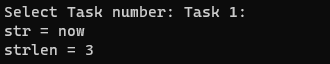 Select Task number: Task 1:
str = now
strlen = 3